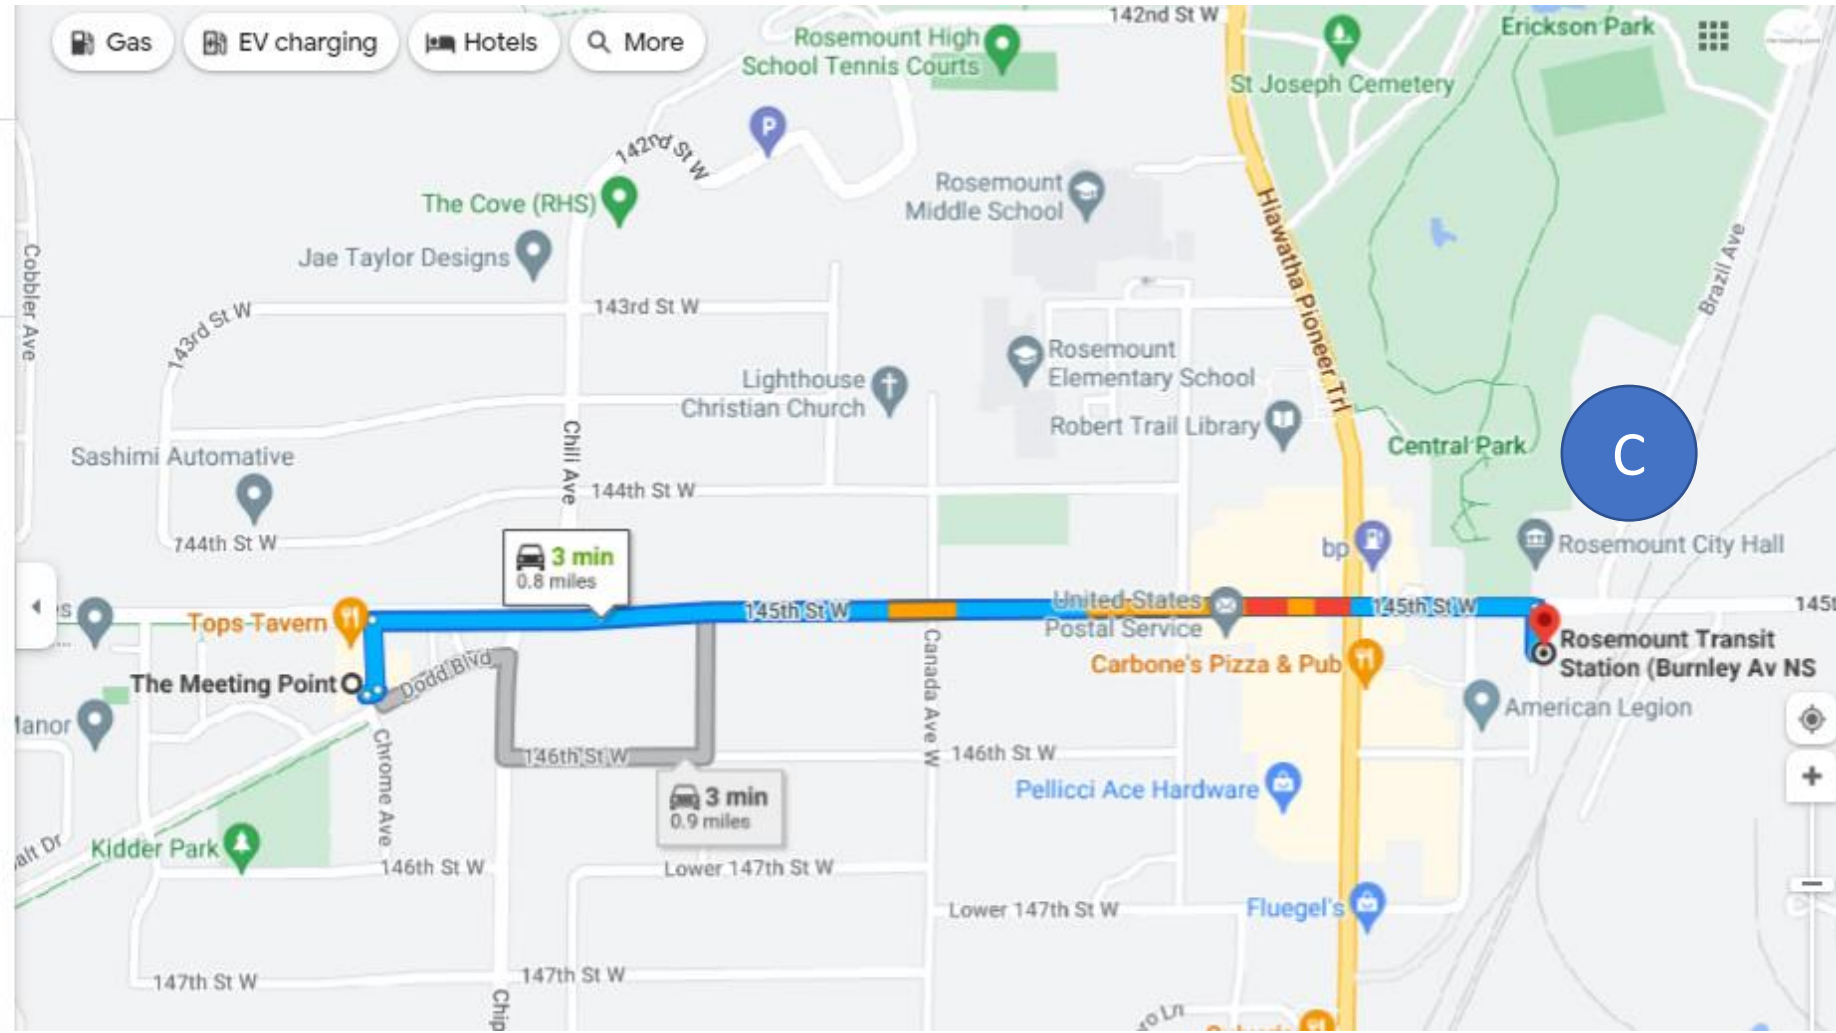 Gas
EV charging
Hotels
More
142nd St W
Erickson Park
Rosemount High
School Tennis Courts
St Joseph Cemetery
142nd St W
P
The Cove (RHS)
Rosemount
Middle School
Jae Taylor Designs
Hiawatha Pioneer Trl
Cobbler Ave
Brazil Ave
143rd St W
143rd St W
Rosemount
Elementary School
Lighthouse
Christian Church
Robert Trail Library
Central Park
C
Sashimi Automative
Chili Ave
144th St W
744th St W
bp
Rosemount City Hall
3 min
0.8 miles
145th St W
United States
Postal Service
145th St W
Tops Tavern
Rosemount Transit
Station (Burnley Av NS
Canada Ave W
Carbone's Pizza & Pub
The Meeting Point
Dodd Blvd
American Legion
Chrome Ave
146th St W
146th St W
3 min
0.9 miles
Pellicci Ace Hardware
Kidder Park
146th St W
Lower 147th St W
Lower 147th St W
Fluegel's
147th St W
147th St W